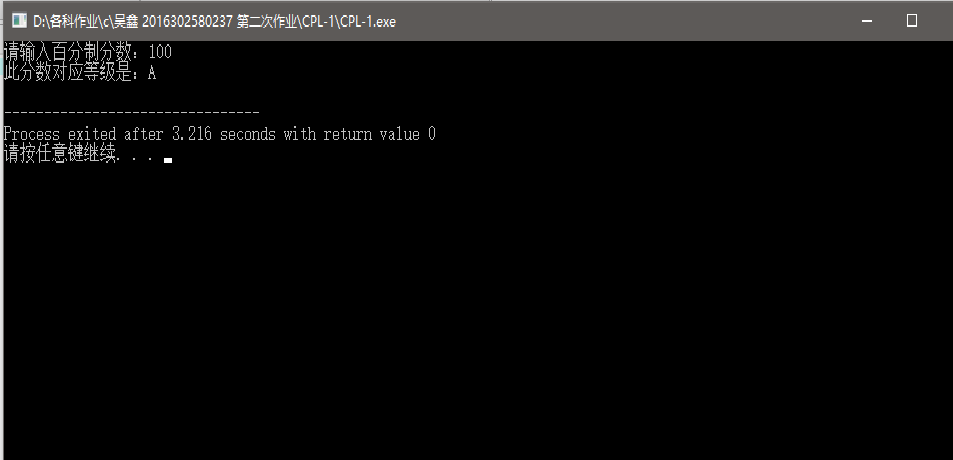 D:\各科作业\c\吴鑫 2016302580237 第二次作业\CPL-1\CPL-1.exe
请输入百分制分数：100
此分数对应等级是：A
--------------------------------
Process exited after 3.216 seconds with return value 0
请按任意键继续. . .